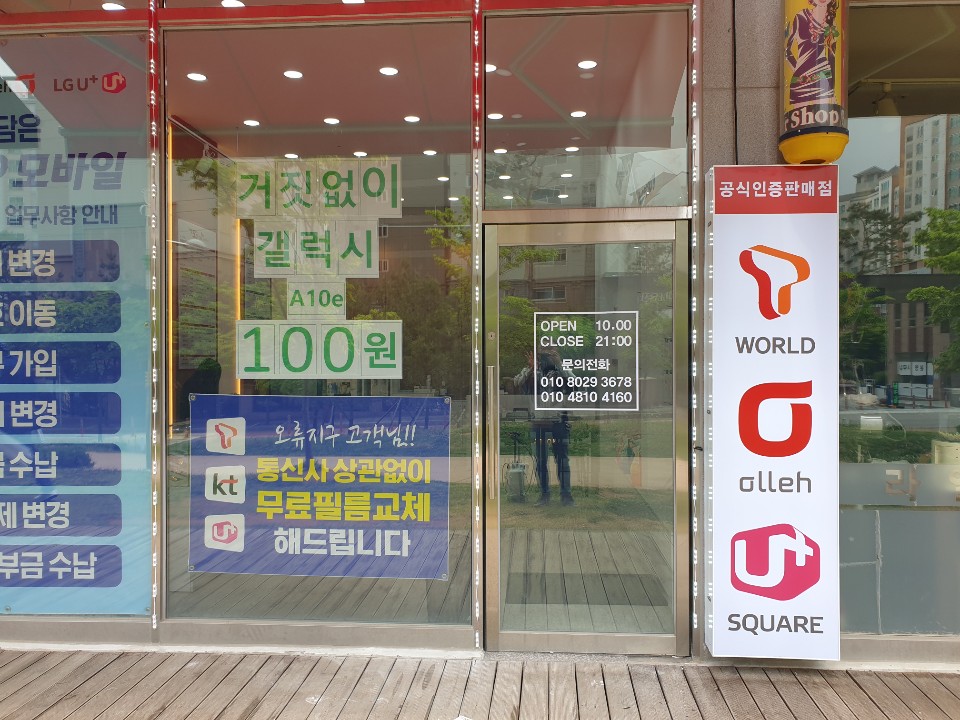 LG U+ U+
담은
모바일
업무사항 안내
변경
이동
가입
변경
수납
변경
부금 수납
거짓없이
갤럭시
A10e
100원
오류지구 고객님!!
통신사 상관없이
kt
무료필름교체
U+
해드립니다
OPEN 10.00
CLOSE 21:00
문의전화
010 8029 3678
010 4810 4160
Shop
공식인증판매점
T
WORLD
olleh
U+
SQUARE